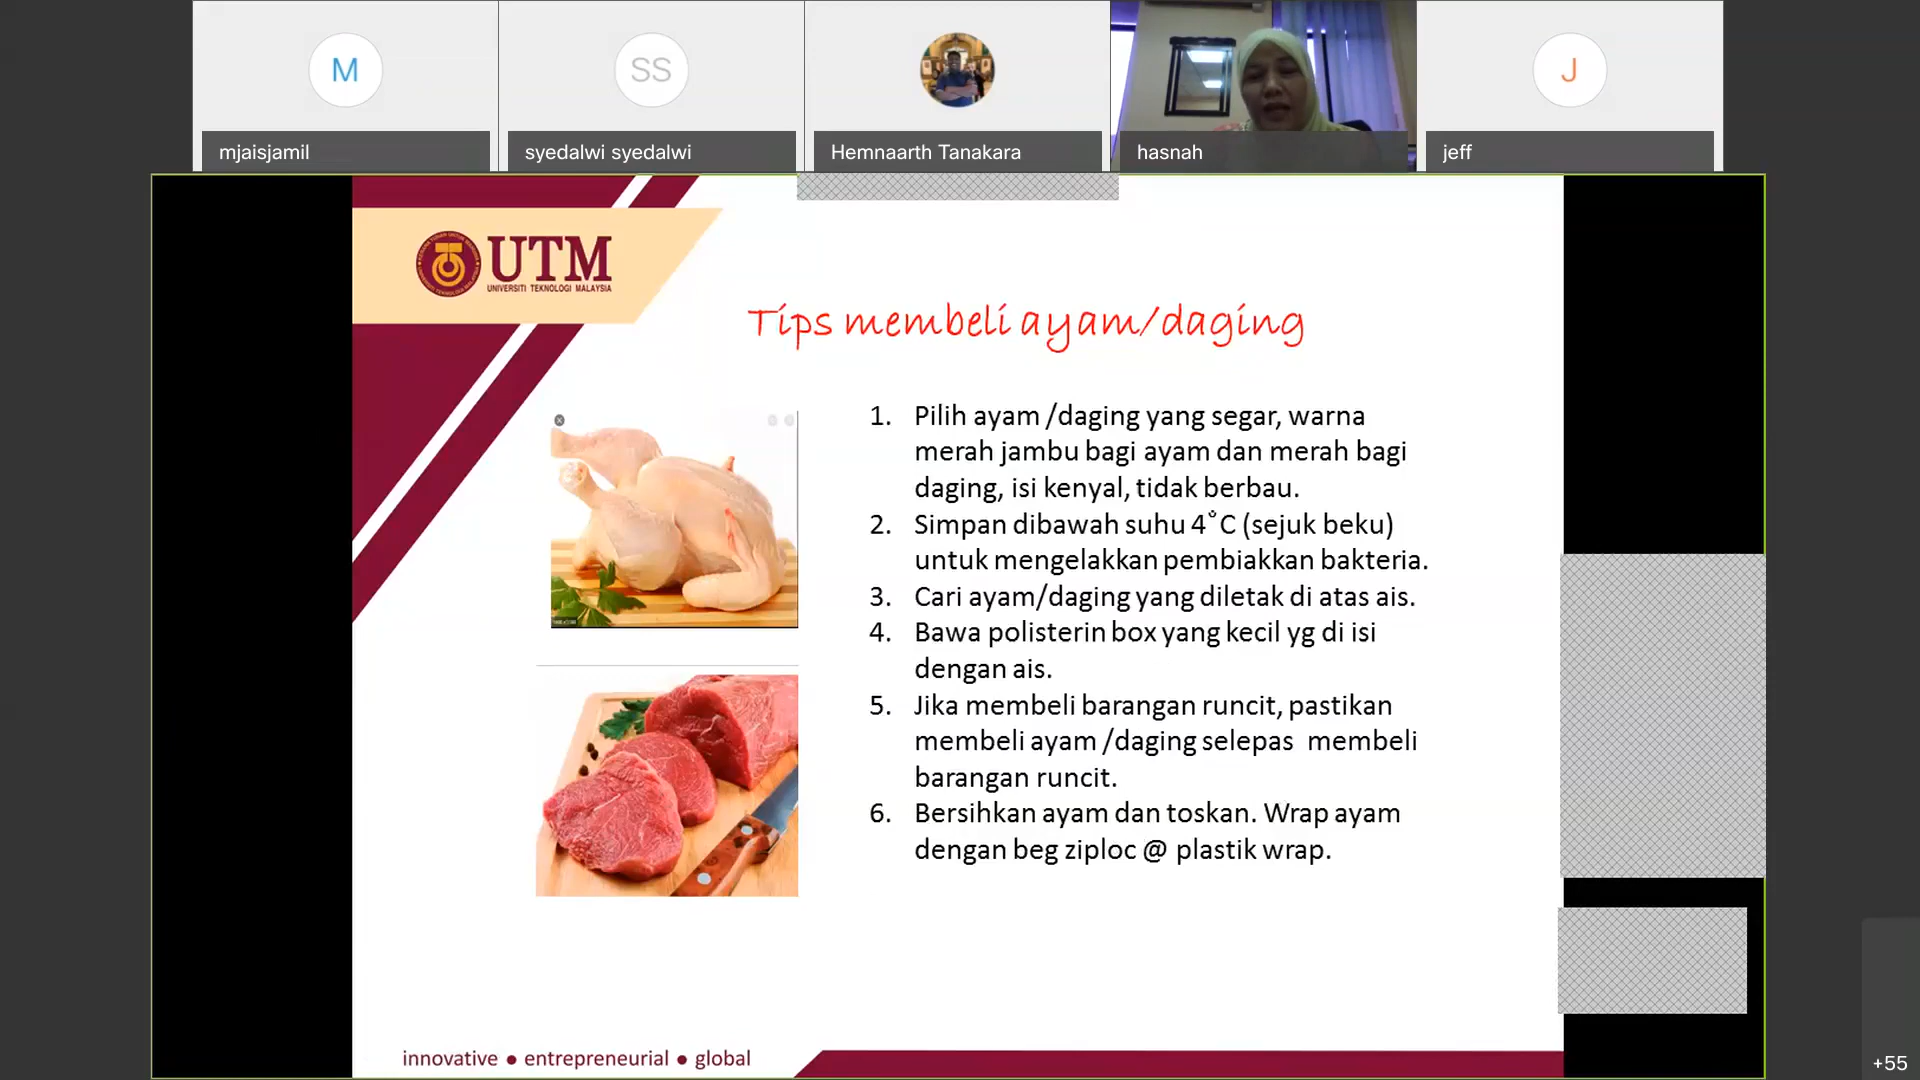 M
SS
J
mjaisjamil
syedalwi syedalwi
Hemnaarth Tanakara
hasnah
jeff
UTM
UNIVERSITI TEKNOLOGI MALAYSIA
Tips membeli ayam/daging
1. Pilih ayam /daging yang segar, warna
merah jambu bagi ayam dan merah bagi
daging, isi kenyal, tidak berbau.
2. Simpan dibawah suhu 4°C (sejuk beku)
untuk mengelakkan pembiakkan bakteria.
3. Cari ayam/daging yang diletak di atas ais.
4. Bawa polisterin box yang kecil yg di isi
dengan ais.
5. Jika membeli barangan runcit, pastikan
membeli ayam /daging selepas membeli
barangan runcit.
6. Bersihkan ayam dan toskan. Wrap ayam
dengan beg ziploc @ plastik wrap.
innovative ● entrepreneurial ● global
+55